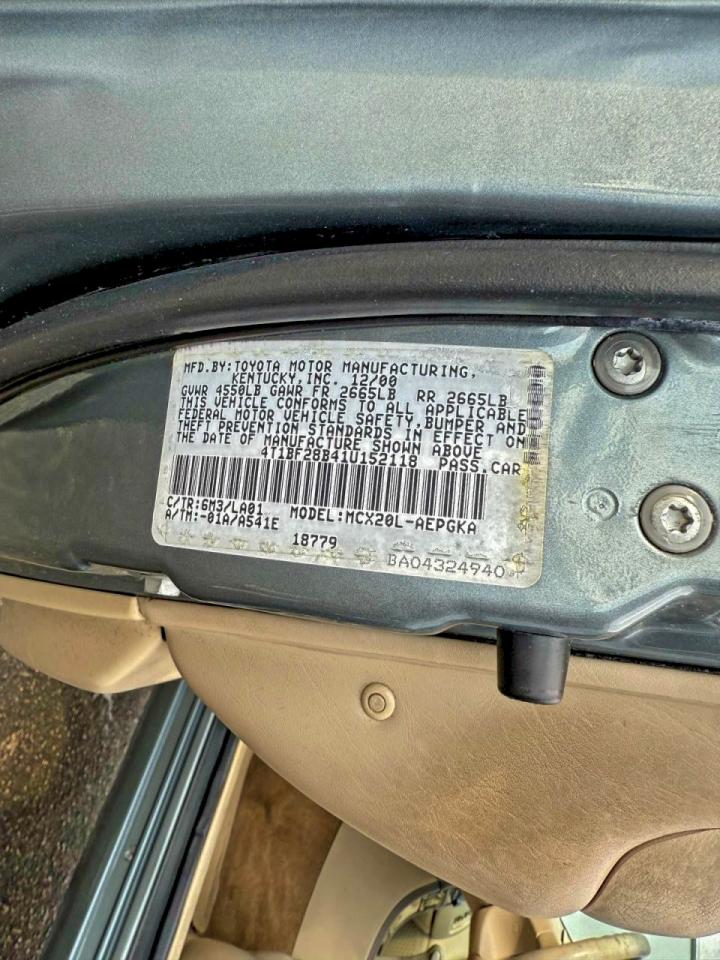 MFD.BY:TOYOTA MOTOR MANUFACTURING,
KENTUCKY,INC. 12/00
GVWR 4550LB GAWR FR 2665LB RR 2665LB
THIS VEHICLE CONFORMS TO ALL APPLICABLE
FEDERAL MOTOR VEHICLE SAFETY,BUMPER AND
THEFT PREVENTION STANDARDS IN EFFECT ON
THE DATE OF MANUFACTURE SHOWN ABOVE
4T1BF28B41U152118 PASS.CAR
C/TR:6M3/LA01 MODEL:MCX20L-AEPGKA
A/TM:-01A/A541E
18779
BA04324940